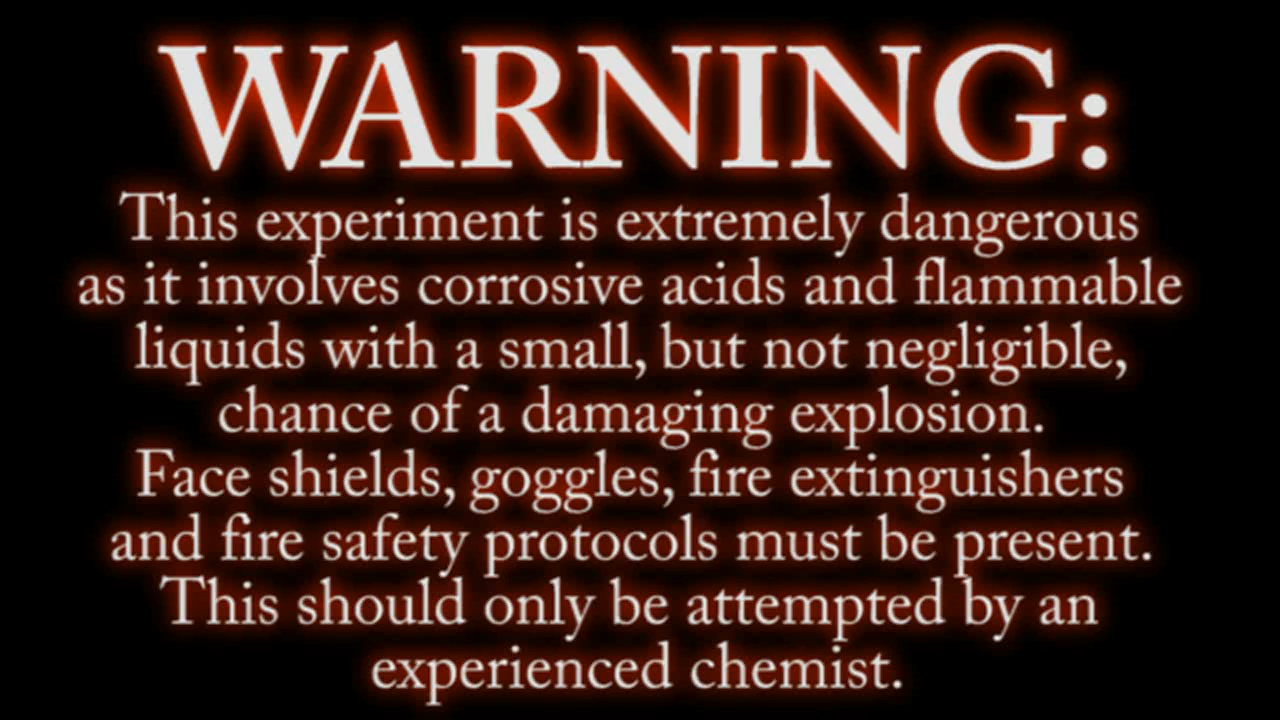 WARNING:
This experiment is extremely dangerous
as it involves corrosive acids and flammable
liquids with a small, but not negligible,
chance of a damaging explosion.
Face shields, goggles, fire extinguishers
and fire safety protocols must be present.
This should only be attempted by an
experienced chemist.